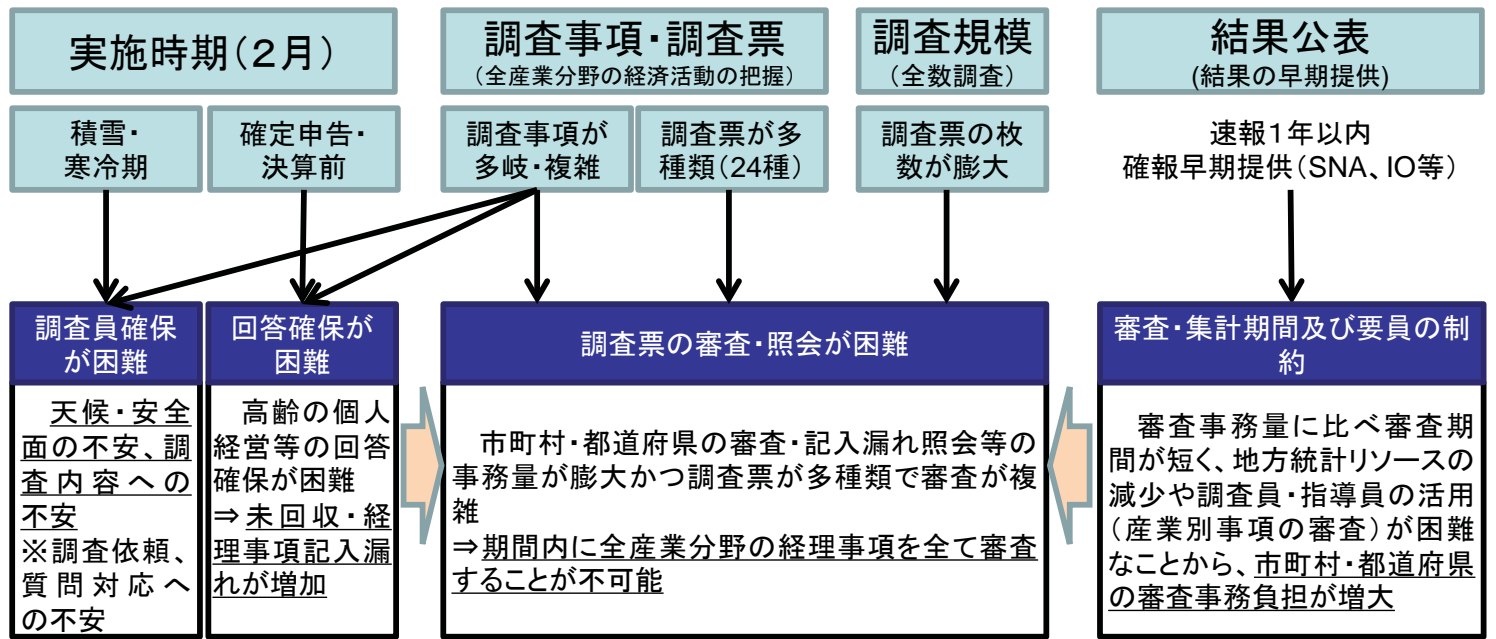 実施時期(2月)
調査事項・調査票
(全産業分野の経済活動の把握)
調査規模
(全数調査)
結果公表
(結果の早期提供)
積雪・
寒冷期
確定申告・
決算前
調査事項が
多岐・複雑
調査票が多
種類(24種)
調査票の枚
数が膨大
速報1年以内
確報早期提供(SNA、IO等)
調査員確保
が困難
天候・安全
面の不安、調
査内容への
不安
※調査依頼、
質問対応へ
の不安
回答確保が
困難
高齢の個人
経営等の回答
確保が困難
⇒未回収・経
理事項記入漏
れが増加
調査票の審査・照会が困難
市町村・都道府県の審査・記入漏れ照会等の
事務量が膨大かつ調査票が多種類で審査が複
雑
⇒期間内に全産業分野の経理事項を全て審査
することが不可能
審査・集計期間及び要員の制
約
審査事務量に比べ審査期
間が短く、地方統計リソースの
減少や調査員・指導員の活用
(産業別事項の審査)が困難
なことから、市町村・都道府県
の審査事務負担が増大